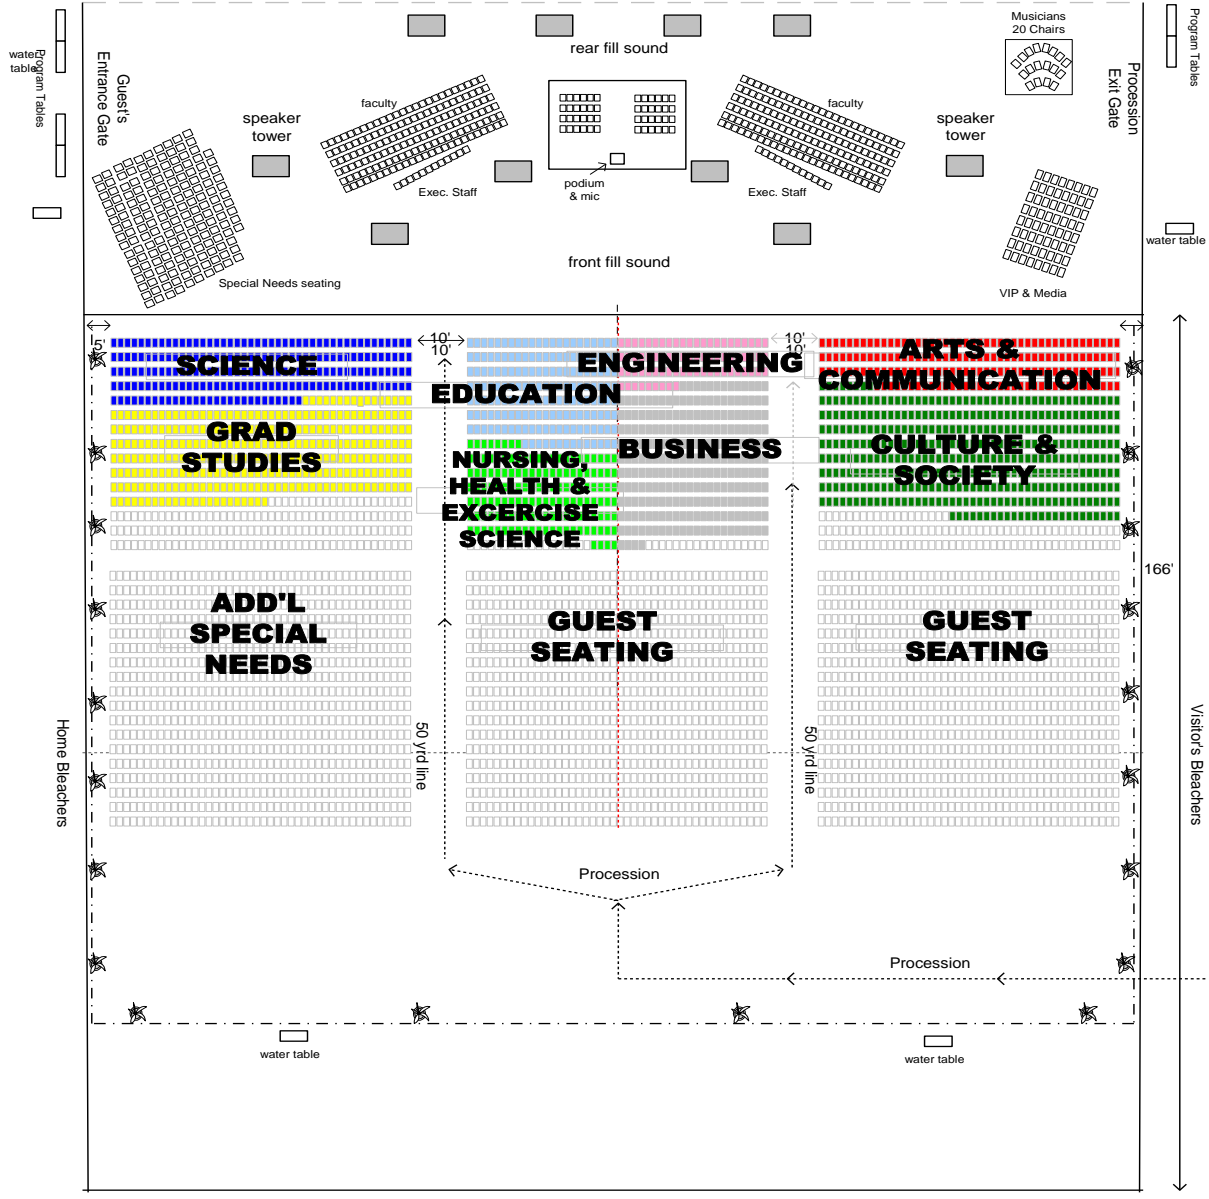 Musicians
20 Chairs
rear fill sound
water
table
Program Tables
Guest's
Entrance Gate
Program Tables
Procession
Exit Gate
faculty
faculty
speaker
tower
speaker
tower
podium
& mic
Exec. Staff
Exec. Staff
water table
front fill sound
Special Needs seating
VIP & Media
5'
10'
10'
10'
10'
SCIENCE
EDUCATION
ENGINEERING
ARTS &
COMMUNICATION
GRAD
STUDIES
NURSING,
HEALTH &
EXCERCISE
SCIENCE
BUSINESS
CULTURE &
SOCIETY
166'
ADD'L
SPECIAL
NEEDS
GUEST
SEATING
GUEST
SEATING
Home Bleachers
50 yrd line
50 yrd line
Visitor's Bleachers
Procession
Procession
water table
water table